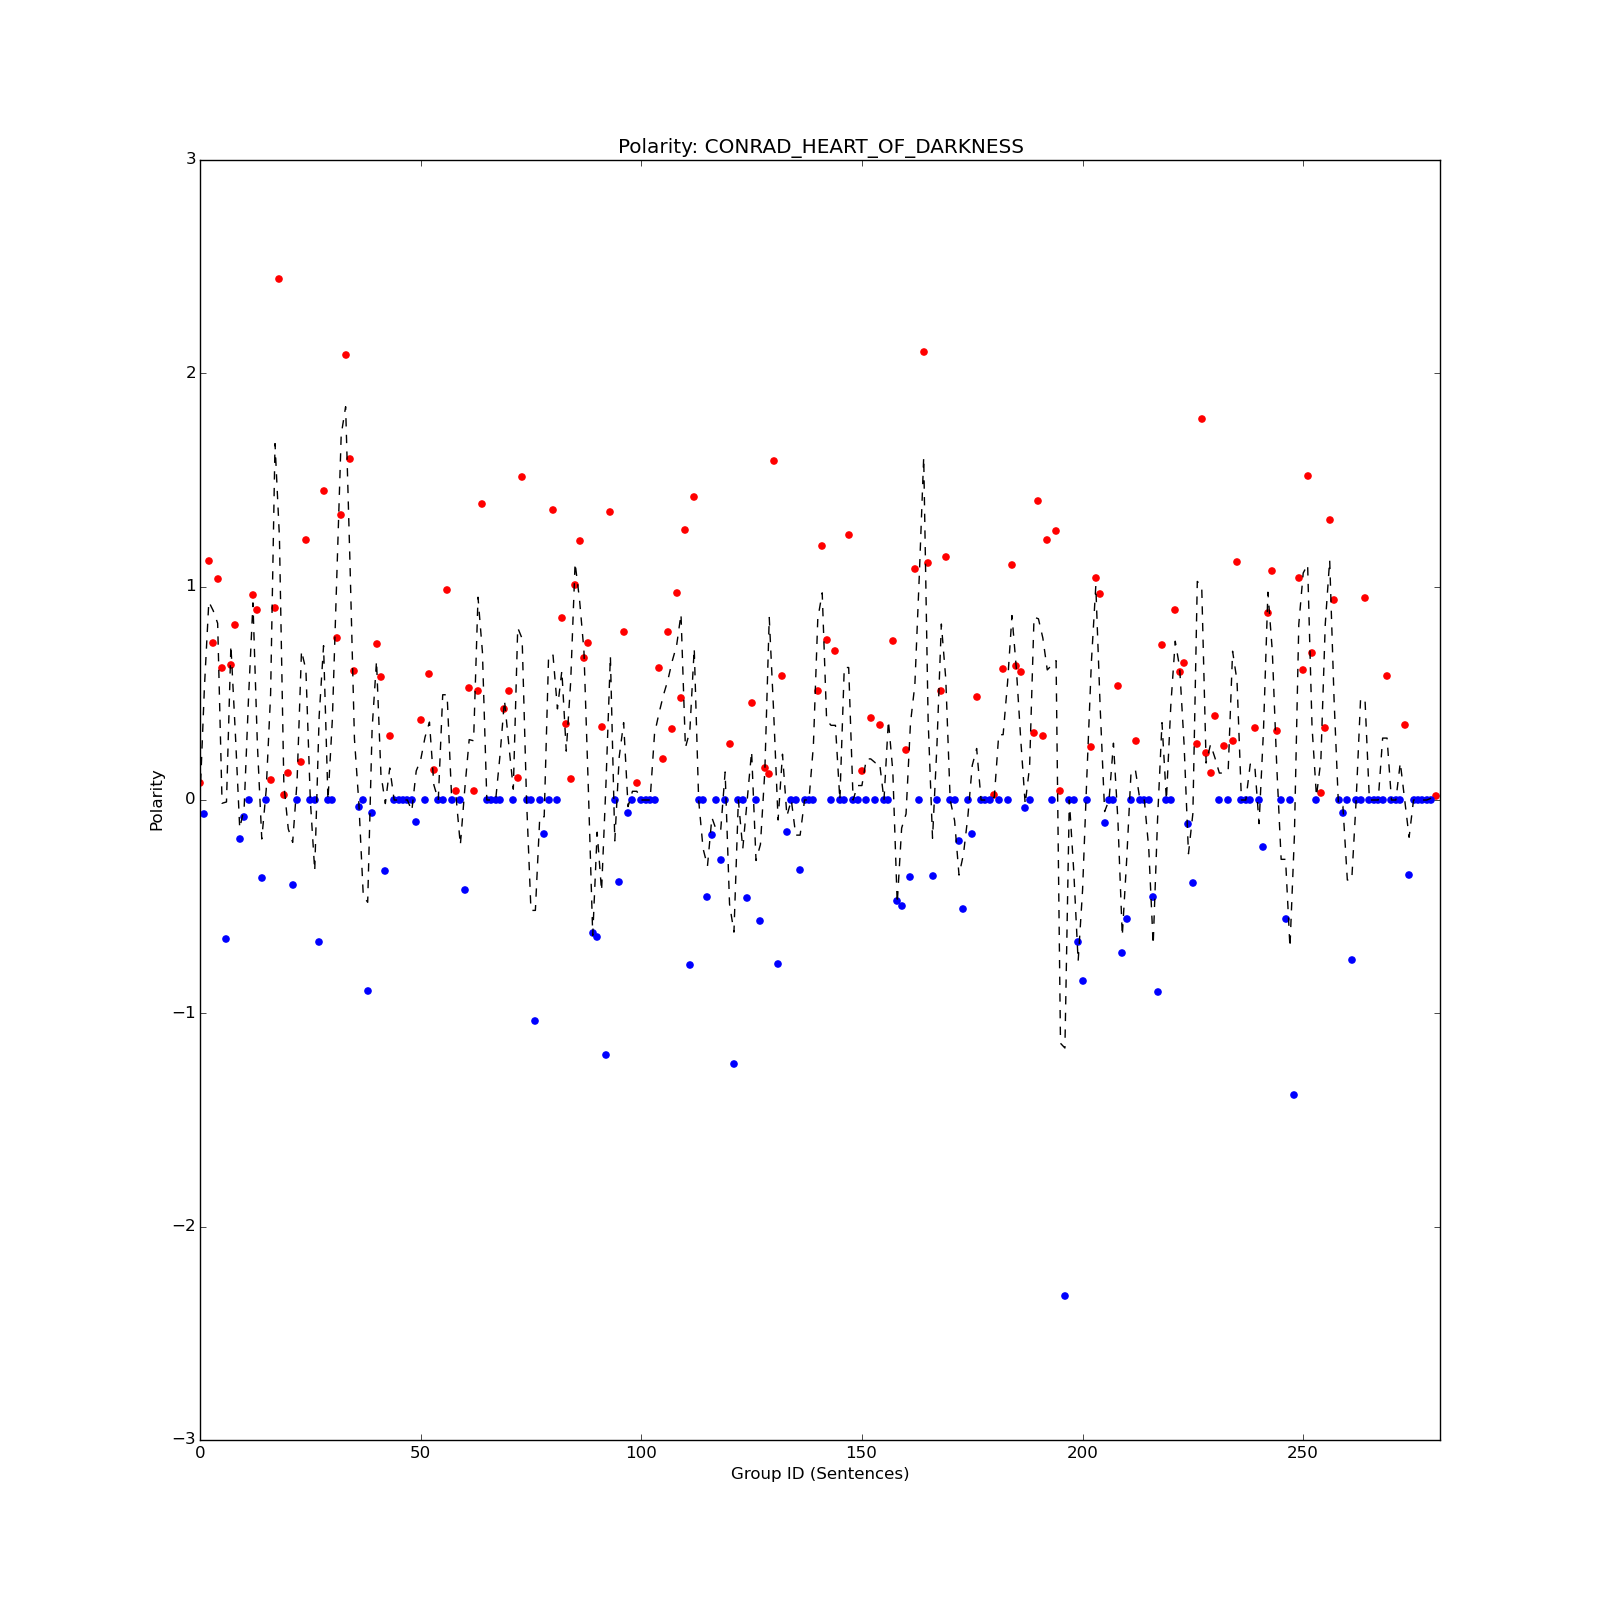 Polarity: CONRAD_HEART_OF_DARKNESS
3
2
1
0
−1
−2
−3
Polarity
0 50 100 150 200 250
Group ID (Sentences)